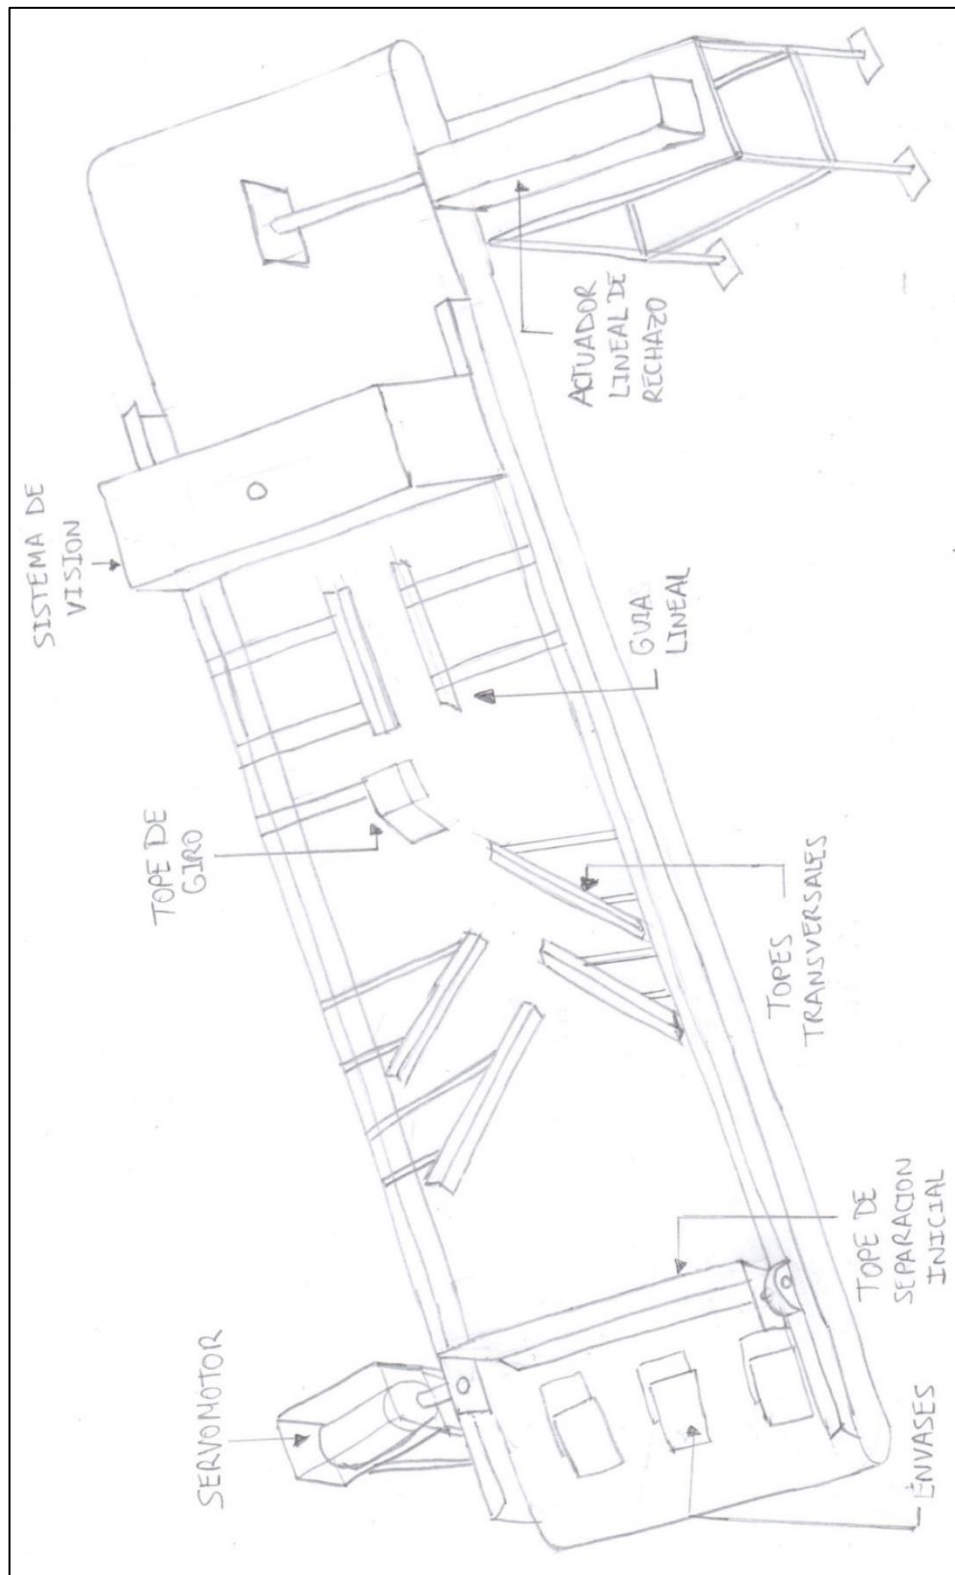 SERVOMOTOR
TOPE DE
GIRO
SISTEMA DE
VISION
ENVASES
TOPE DE
SEPARACION
INICIAL
TOPES
TRANSVERSALES
GUIA
LINEAL
ACTUADOR
LINEAL DE
RECHAZO